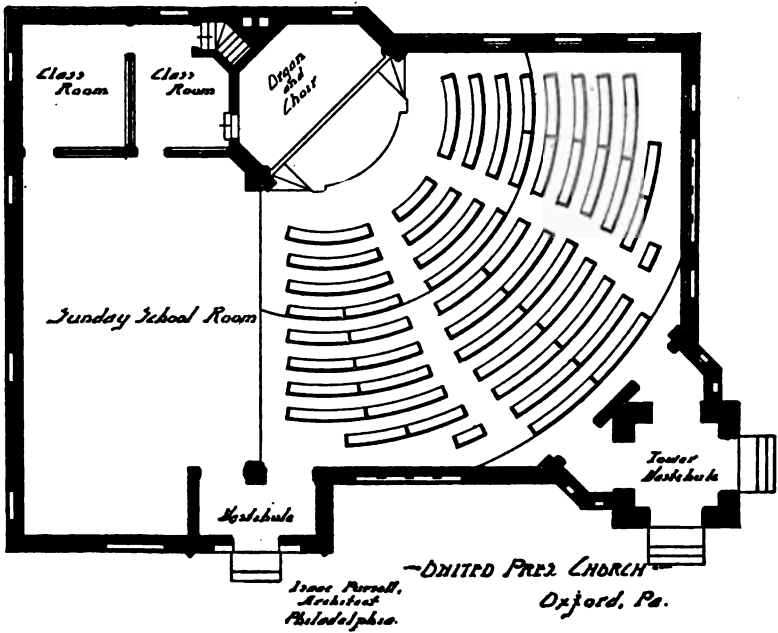 Class
Room
Class
Room
Organ
and
Choir
Sunday School Room
Tower
Vestibule
Vestibule
UNITED PRES CHURCH
Isaac Pursell,
Architect
Philadelphia.
Oxford, Pa.